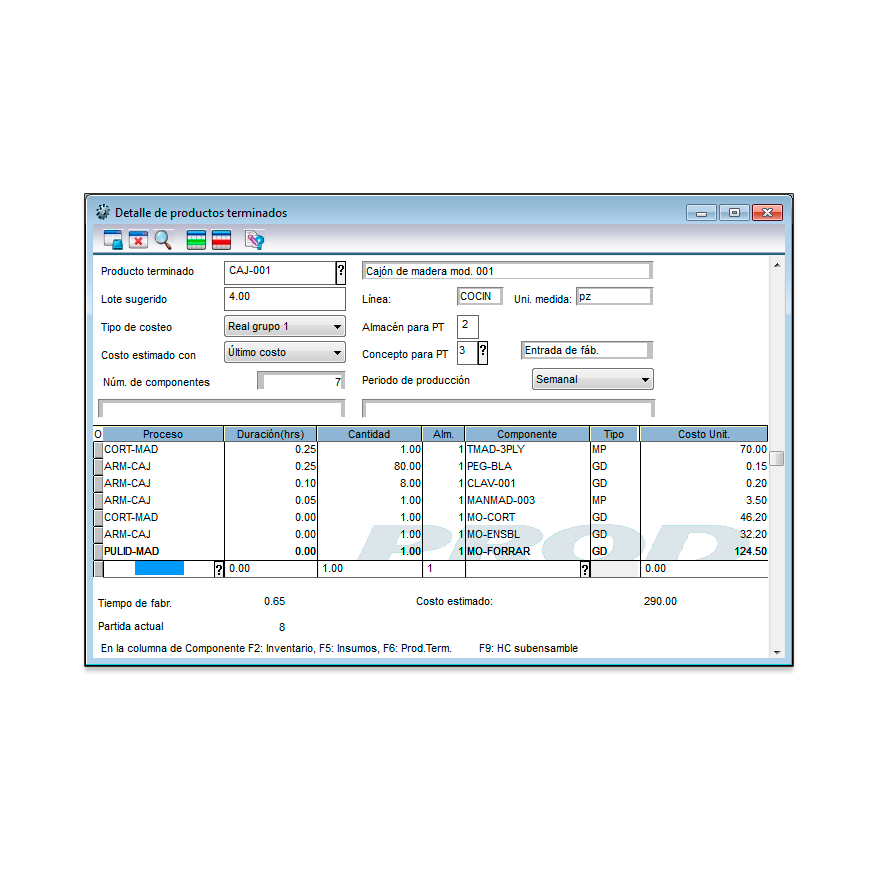 Detalle de productos terminados
Producto terminado CAJ-001 ? Cajón de madera mod. 001
Lote sugerido 4.00 Línea: COCIN Uni. medida: pz
Tipo de costeo Real grupo 1 Almacén para PT 2
Costo estimado con Último costo Concepto para PT 3 ? Entrada de fáb.
Núm. de componentes 7 Periodo de producción Semanal
O Proceso Duración(hrs) Cantidad Alm. Componente Tipo Costo Unit.
CORT-MAD 0.25 1.00 1 TMAD-3PLY MP 70.00
ARM-CAJ 0.25 80.00 1 PEG-BLA GD 0.15
ARM-CAJ 0.10 8.00 1 CLAV-001 GD 0.20
ARM-CAJ 0.05 1.00 1 MANMAD-003 MP 3.50
CORT-MAD 0.00 1.00 1 MO-CORT GD 46.20
ARM-CAJ 0.00 1.00 1 MO-ENSBL GD 32.20
PULID-MAD 0.00 1.00 1 MO-FORRAR GD 124.50
PROD
? 0.00 1.00 1 ? 0.00
Tiempo de fabr. 0.65 Costo estimado: 290.00
Partida actual 8
En la columna de Componente F2: Inventario, F5: Insumos, F6: Prod.Term. F9: HC subensamble